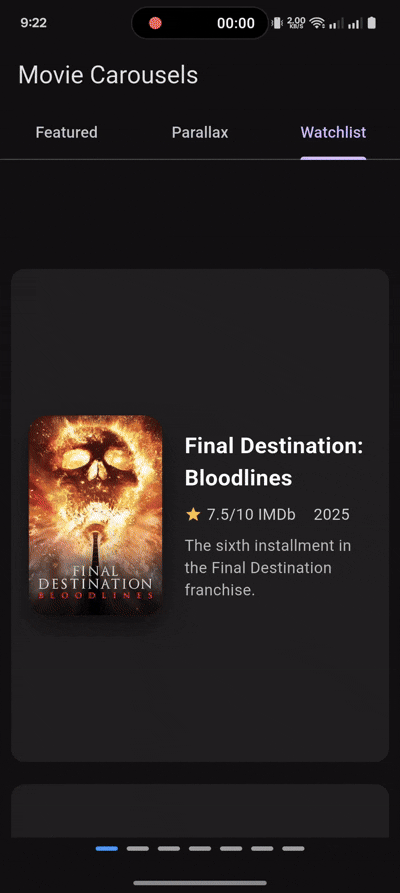 9:22
00:00
2.00
KB/S
Movie Carousels
Featured
Parallax
Watchlist
Final Destination:
Bloodlines
7.5/10 IMDb 2025
The sixth installment in
the Final Destination
franchise.
FINAL
DESTINATION
BLOODLINES